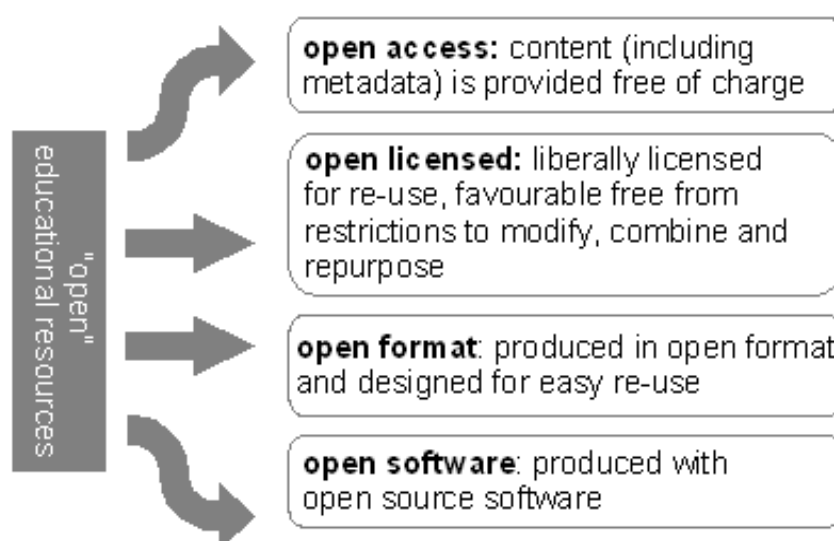 "open"
educational resources
open access: content (including
metadata) is provided free of charge
open licensed: liberally licensed
for re-use, favourable free from
restrictions to modify, combine and
repurpose
open format: produced in open format
and designed for easy re-use
open software: produced with
open source software